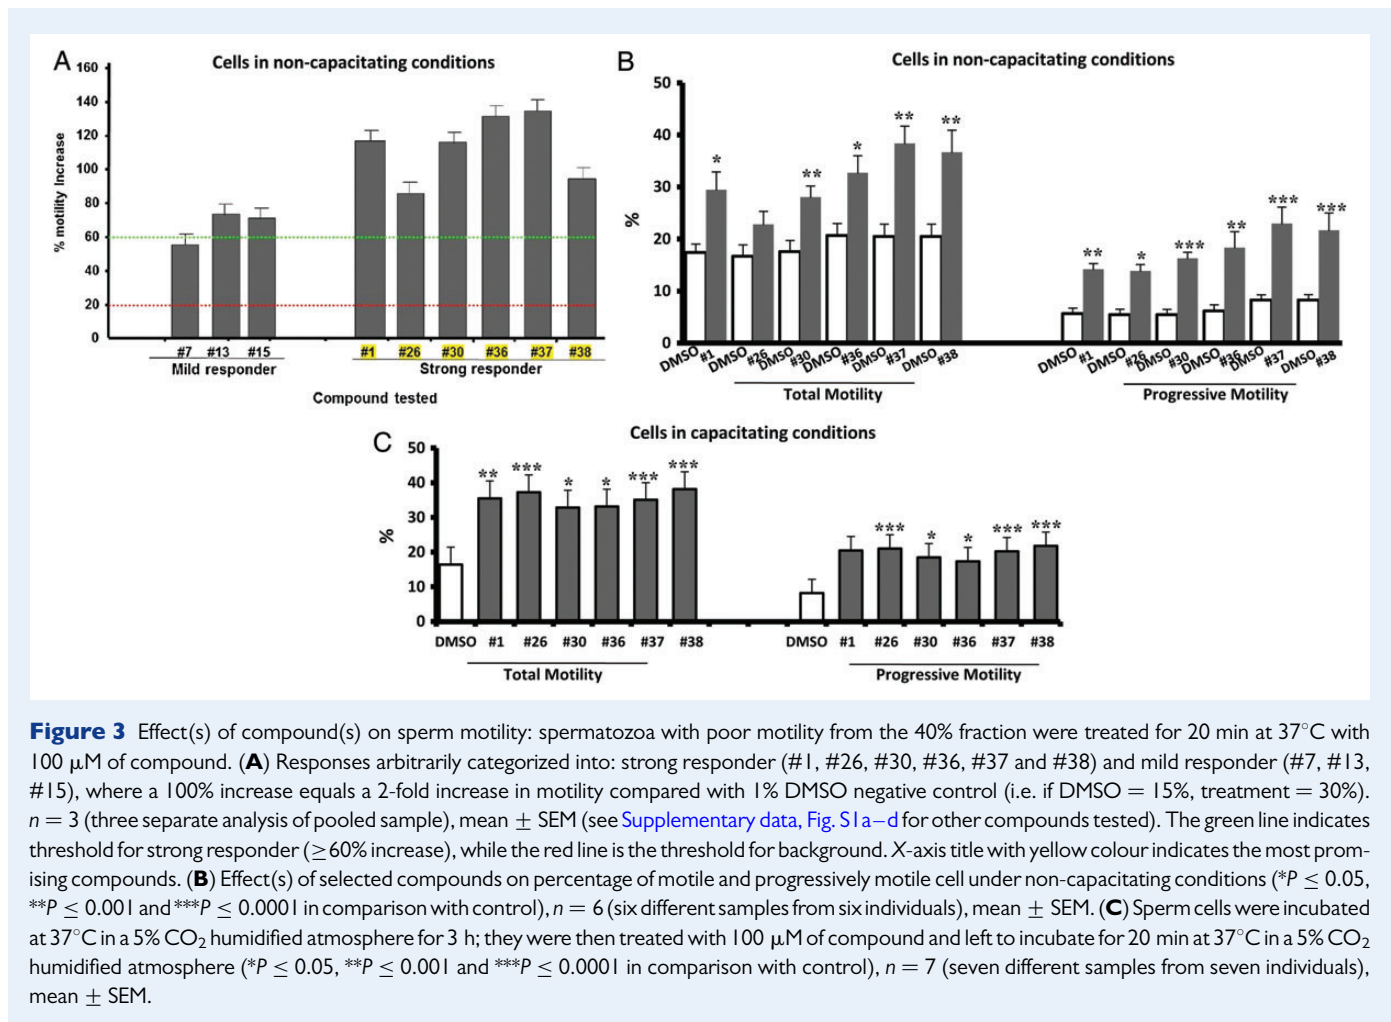 A
Cells in non-capacitating conditions
% motility Increase
160
140
120
100
80
60
40
20
0
#7 #13 #15 #1 #26 #30 #36 #37 #38
Mild responder Strong responder
Compound tested
B
Cells in non-capacitating conditions
%
50
40
30
20
10
0
* ** * ** ** ** * *** ** *** ***
DMSO #1 DMSO #26 DMSO #30 DMSO #36 DMSO #37 DMSO #38 DMSO #1 DMSO #26 DMSO #30 DMSO #36 DMSO #37 DMSO #38
Total Motility Progressive Motility
C
Cells in capacitating conditions
%
50
40
30
20
10
0
** *** * * *** *** *** * * *** ***
DMSO #1 #26 #30 #36 #37 #38 DMSO #1 #26 #30 #36 #37 #38
Total Motility Progressive Motility
Figure 3 Effect(s) of compound(s) on sperm motility: spermatozoa with poor motility from the 40% fraction were treated for 20 min at 37°C with
100 μM of compound. (A) Responses arbitrarily categorized into: strong responder (#1, #26, #30, #36, #37 and #38) and mild responder (#7, #13,
#15), where a 100% increase equals a 2-fold increase in motility compared with 1% DMSO negative control (i.e. if DMSO = 15%, treatment = 30%).
n = 3 (three separate analysis of pooled sample), mean ± SEM (see Supplementary data, Fig. S1a–d for other compounds tested). The green line indicates
threshold for strong responder (≥60% increase), while the red line is the threshold for background. X-axis title with yellow colour indicates the most prom-
ising compounds. (B) Effect(s) of selected compounds on percentage of motile and progressively motile cell under non-capacitating conditions (*P ≤ 0.05,
**P ≤ 0.001 and ***P ≤ 0.0001 in comparison with control), n = 6 (six different samples from six individuals), mean ± SEM. (C) Sperm cells were incubated
at 37°C in a 5% CO₂ humidified atmosphere for 3 h; they were then treated with 100 μM of compound and left to incubate for 20 min at 37°C in a 5% CO₂
humidified atmosphere (*P ≤ 0.05, **P ≤ 0.001 and ***P ≤ 0.0001 in comparison with control), n = 7 (seven different samples from seven individuals),
mean ± SEM.